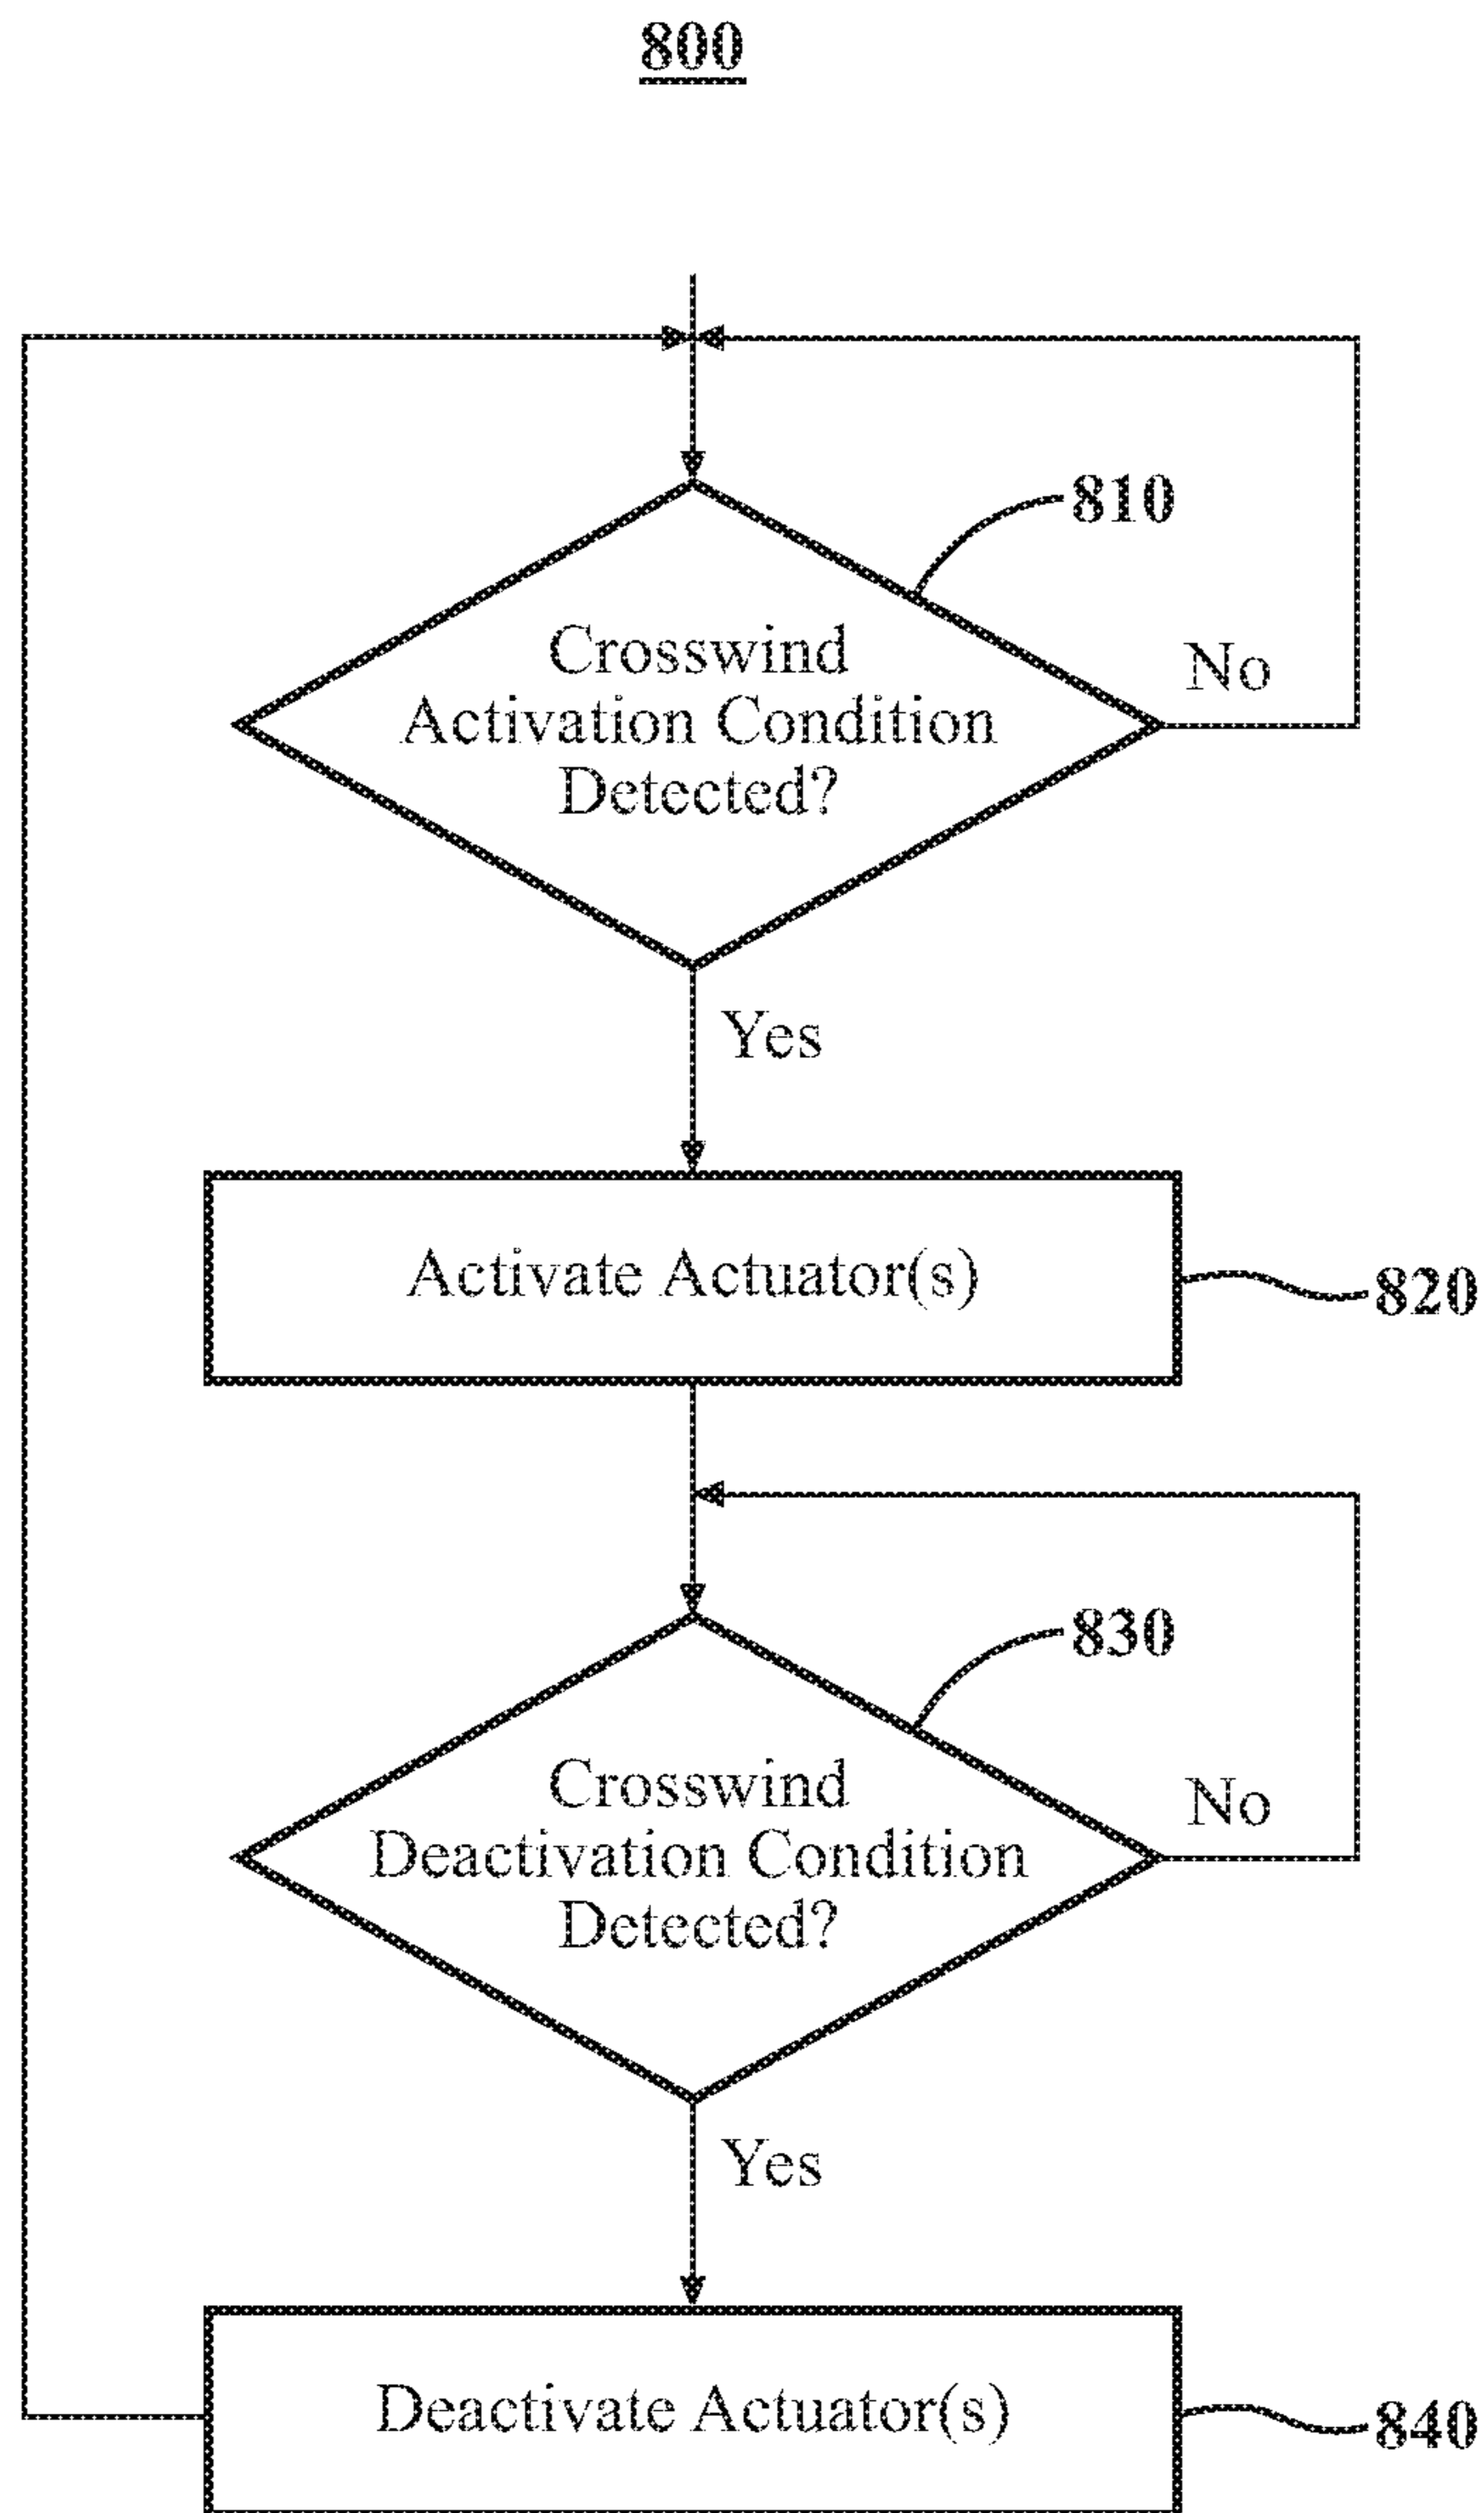 800
810
Crosswind
Activation Condition
Detected?
No
Yes
Activate Actuator(s)
820
830
Crosswind
Deactivation Condition
Detected?
No
Yes
Deactivate Actuator(s)
840